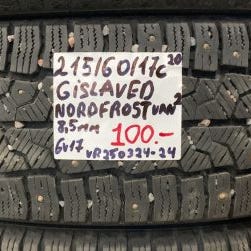 215/60/17C 20
GISLAVED
NORDFROST VAN 2
8,5mm
100.-
6v17 VR250324-24